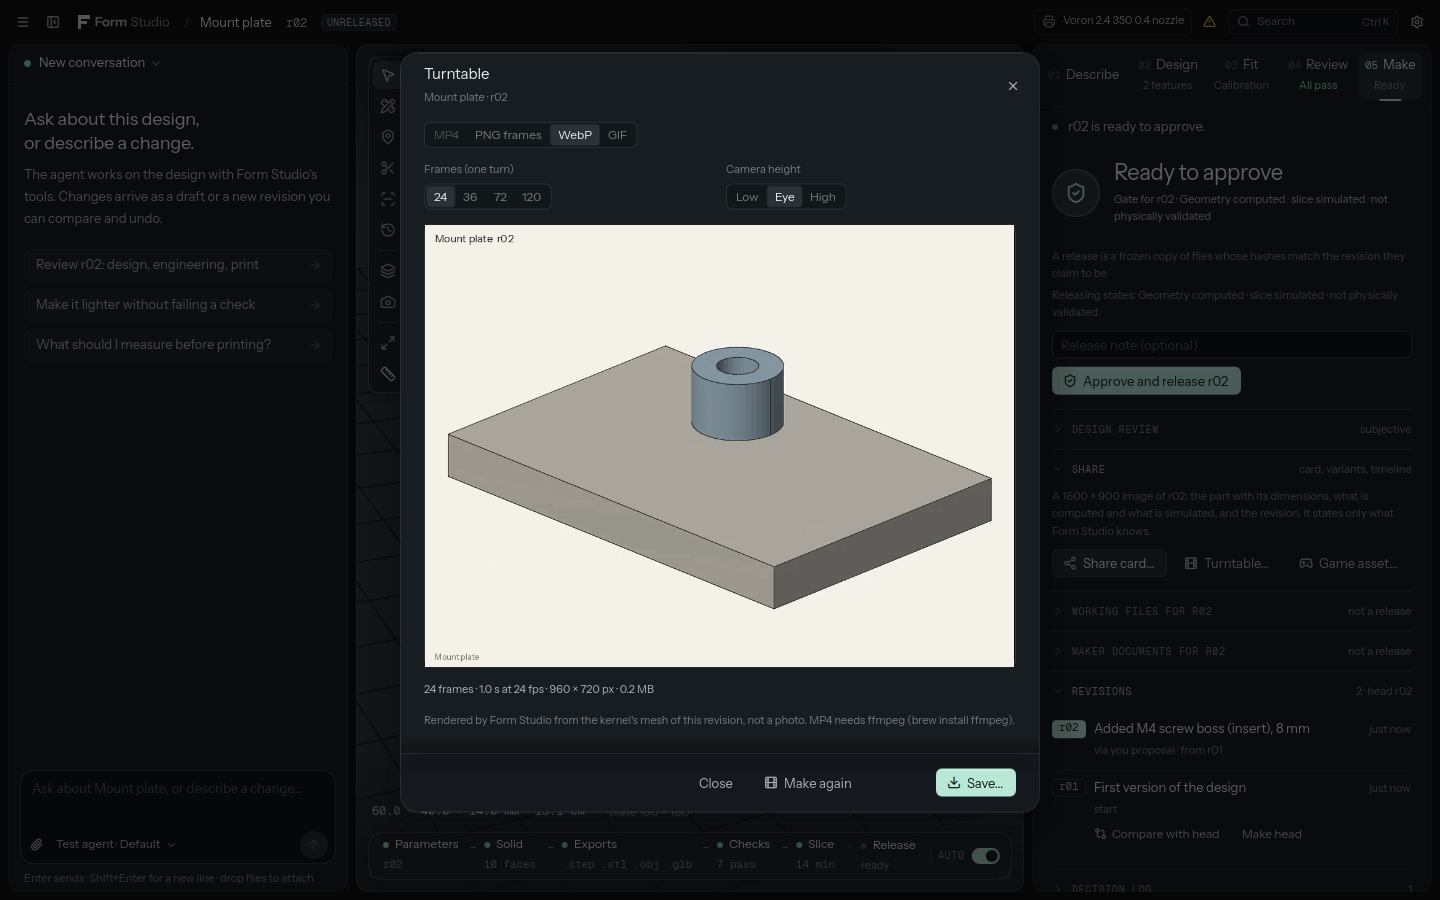 Form Studio / Mount plate r02 UNRELEASED
Voron 2.4 350 0.4 nozzle
Search Ctrl K
New conversation
Ask about this design,
or describe a change.
The agent works on the design with Form Studio's
tools. Changes arrive as a draft or a new revision you
can compare and undo.
Review r02: design, engineering, print
Make it lighter without failing a check
What should I measure before printing?
Ask about Mount plate, or describe a change...
Test agent · Default
Enter sends · Shift+Enter for a new line · drop files to attach
Turntable
Mount plate · r02
MP4 PNG frames WebP GIF
Frames (one turn) Camera height
24 36 72 120 Low Eye High
Mount plate r02
Mount plate
24 frames · 1.0 s at 24 fps · 960 × 720 px · 0.2 MB
Rendered by Form Studio from the kernel's mesh of this revision, not a photo. MP4 needs ffmpeg (brew install ffmpeg).
Close Make again Save...
60.0
Parameters Solid Exports Checks Slice Release
r02 10 faces .step .stl .obj .glb 7 pass 14 min ready
AUTO
01 Describe 02 Design 03 Fit 04 Review 05 Make
2 features Calibration All pass Ready
r02 is ready to approve.
Ready to approve
Gate for r02 · Geometry computed · slice simulated · not
physically validated
A release is a frozen copy of files whose hashes match the revision they
claim to be.
Releasing states: Geometry computed · slice simulated · not physically
validated.
Release note (optional)
Approve and release r02
DESIGN REVIEW subjective
SHARE card, variants, timeline
A 1600 × 900 image of r02: the part with its dimensions, what is
computed and what is simulated, and the revision. It states only what
Form Studio knows.
Share card... Turntable... Game asset...
WORKING FILES FOR R02 not a release
MAKER DOCUMENTS FOR R02 not a release
REVISIONS 2 · head r02
r02 Added M4 screw boss (insert), 8 mm just now
via you proposal · from r01
r01 First version of the design just now
start
Compare with head Make head
DECISION LOG 1